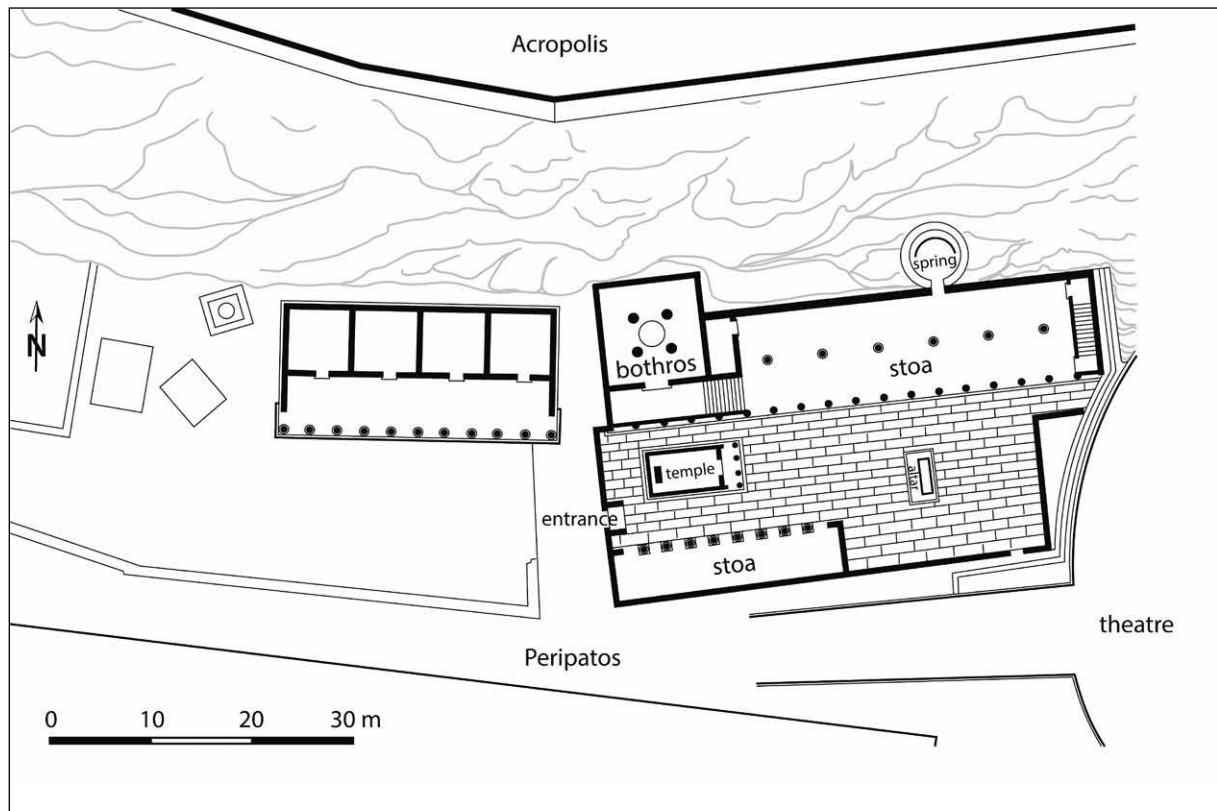 Acropolis
spring
N
bothros
stoa
temple
altar
entrance
stoa
theatre
Peripatos
0 10 20 30 m